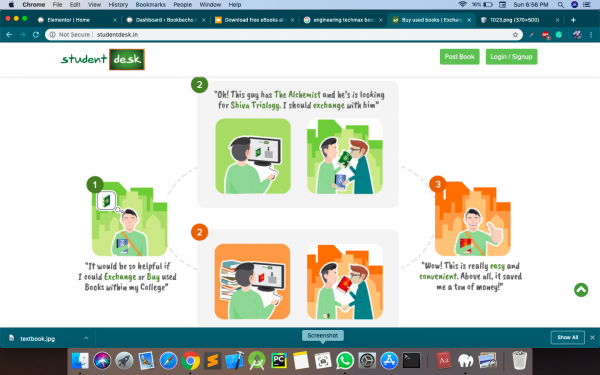 Chrome File Edit View History Bookmarks People Window Help
16% Sun 6:56 PM
Elementor | Home
Dashboard ‹ Bookbechs
Download Free eBooks al
engineering techmax boo
Buy used books | Exchan
1023.png (370×500)
Not Secure | studentdesk.in
student desk
Post Book
Login / Signup
2
"Oh! This guy has The Alchemist and he's is looking
for Shiva Triology. I should exchange with him"
1
"It would be so helpful if
I could Exchange or Buy used
Books within my College!"
2
3
"Wow! This is really easy and
convenient. Above all, it saved
me a ton of money!"
textbook.jpg
Screenshot
Show All